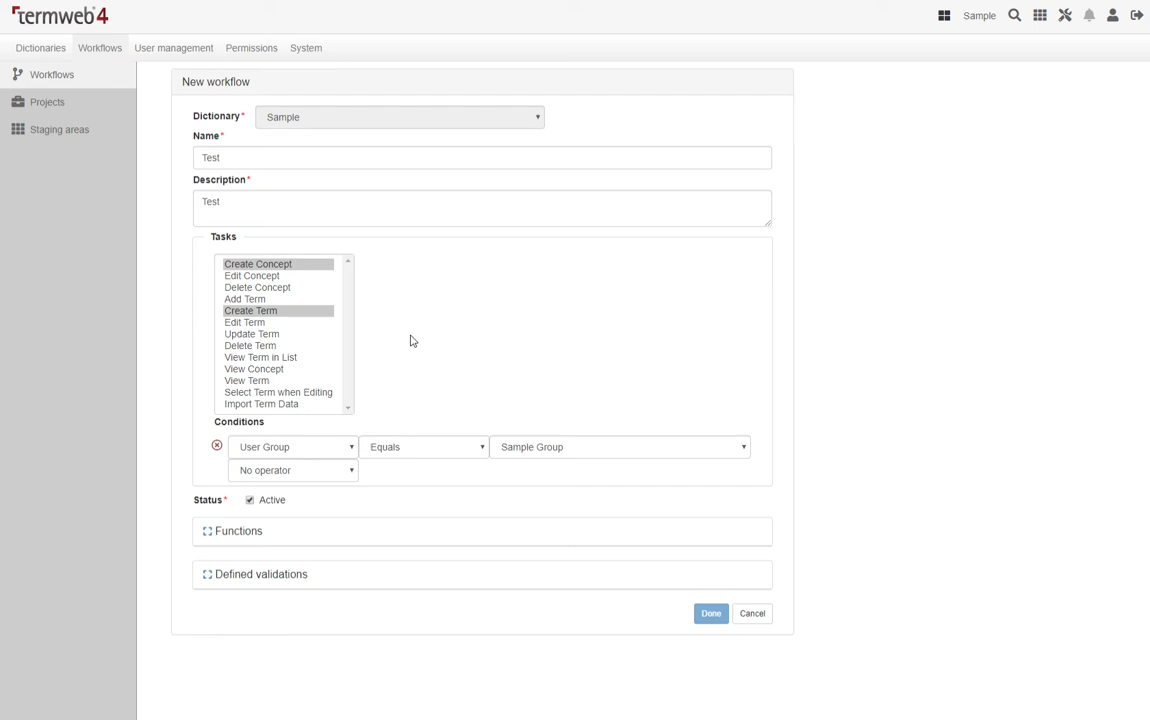 termweb4
Sample
Dictionaries Workflows User management Permissions System
Workflows
Projects
Staging areas
New workflow
Dictionary* Sample
Name*
Test
Description*
Test
Tasks
Create Concept
Edit Concept
Delete Concept
Add Term
Create Term
Edit Term
Update Term
Delete Term
View Term in List
View Concept
View Term
Select Term when Editing
Import Term Data
Conditions
User Group Equals Sample Group
No operator
Status* Active
Functions
Defined validations
Done Cancel